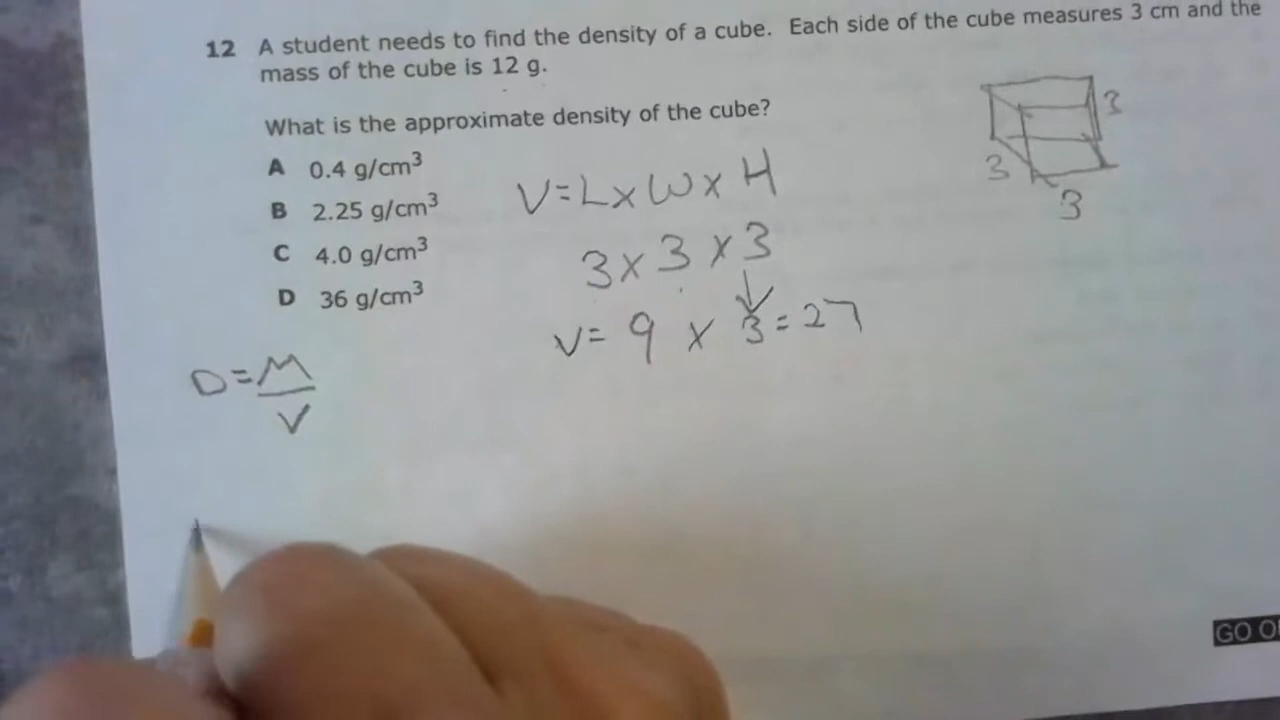 12 A student needs to find the density of a cube. Each side of the cube measures 3 cm and the
mass of the cube is 12 g.
What is the approximate density of the cube?
A 0.4 g/cm³
B 2.25 g/cm³
C 4.0 g/cm³
D 36 g/cm³
V=L×W×H
3×3×3
V=9×3=27
D=M/V
3
3
3
GO O